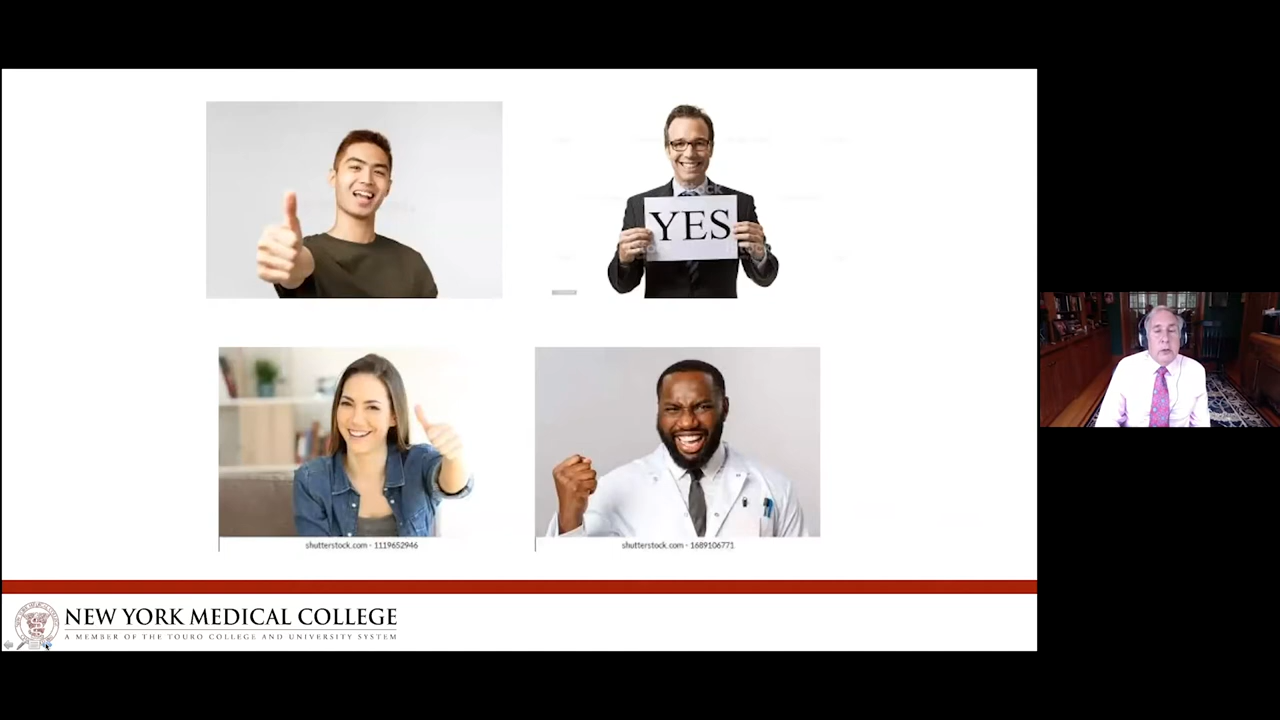 YES
shutterstock.com · 1119652946
shutterstock.com · 1689106771
NEW YORK MEDICAL COLLEGE
A MEMBER OF THE TOURO COLLEGE AND UNIVERSITY SYSTEM